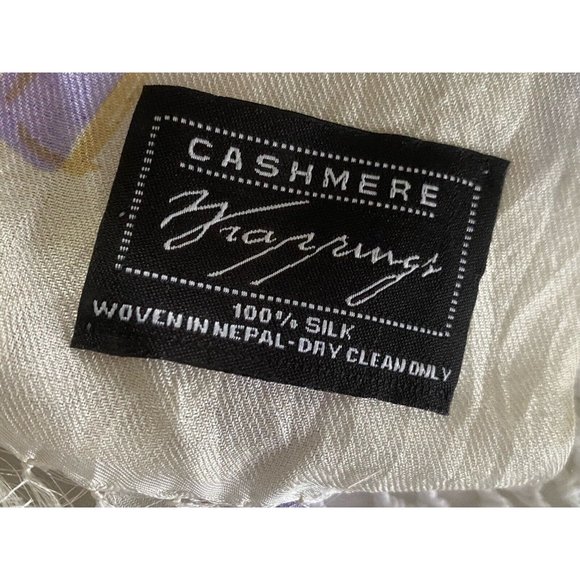 CASHMERE
Wrappings
100% SILK
WOVEN IN NEPAL-DRY CLEAN ONLY